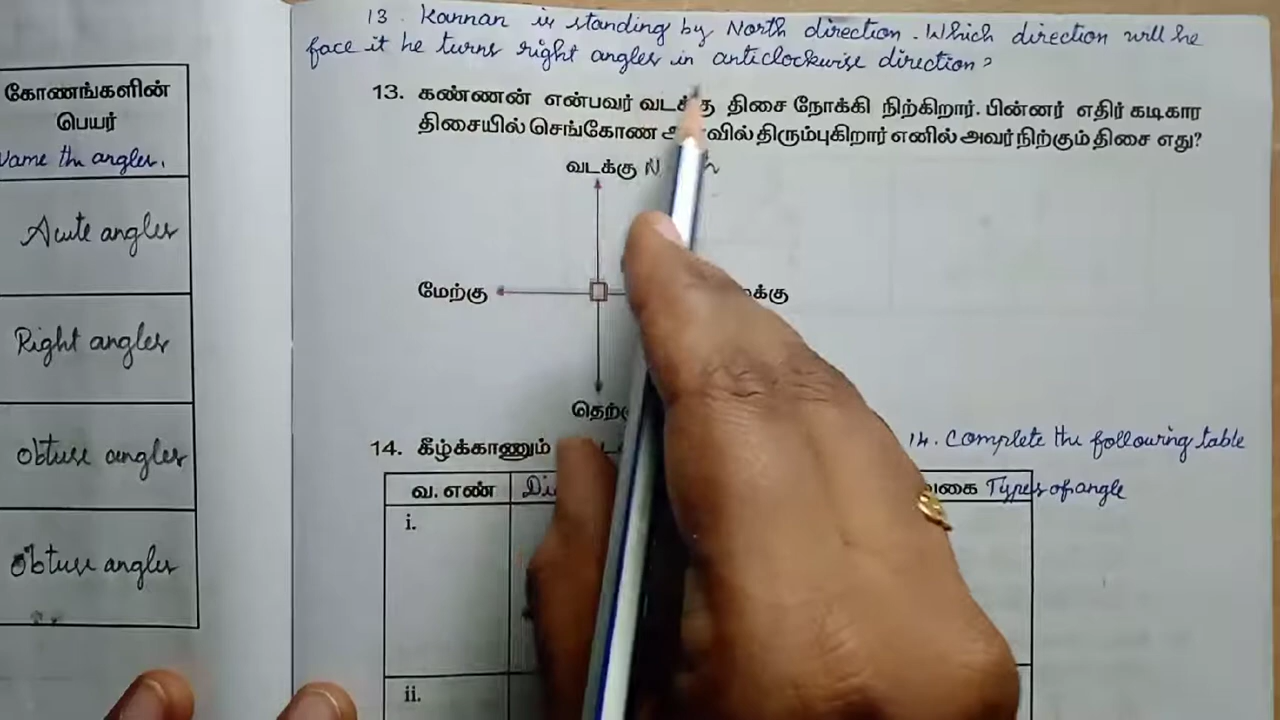 கோணங்களின்
பெயர்
Name the angles.
Acute angles
Right angles
Obtuse angles
Obtuse angles
13. Kannan is standing by North direction. Which direction will he
face it he turns right angles in anticlockwise direction?
13. கண்ணன் என்பவர் வடக்கு திசை நோக்கி நிற்கிறார். பின்னர் எதிர் கடிகார
திசையில் செங்கோண திரும்புகிறார் எனில் அவர் நிற்கும் திசை எது?
வடக்கு
மேற்கு
14. கீழ்க்காணும்
14. Complete the following table
வ. எண் Types of angle
i.
ii.